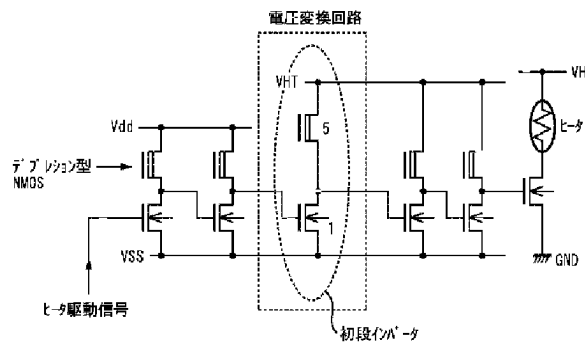 電圧変換回路
VHT
VH
Vdd
5
ヒータ
デプレション型
NMOS
1
VSS
GND
ヒータ駆動信号
初段インバータ